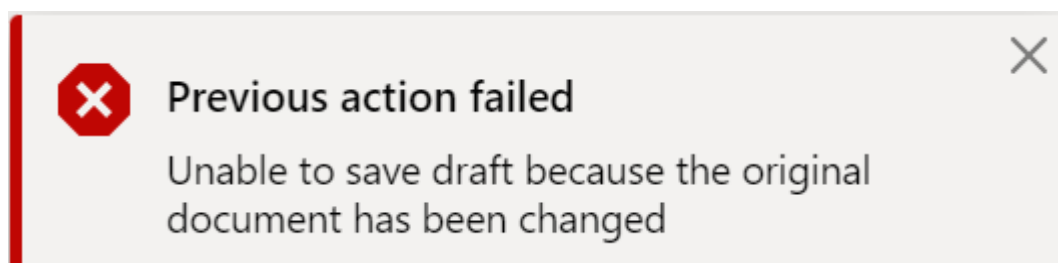 Previous action failed
Unable to save draft because the original
document has been changed